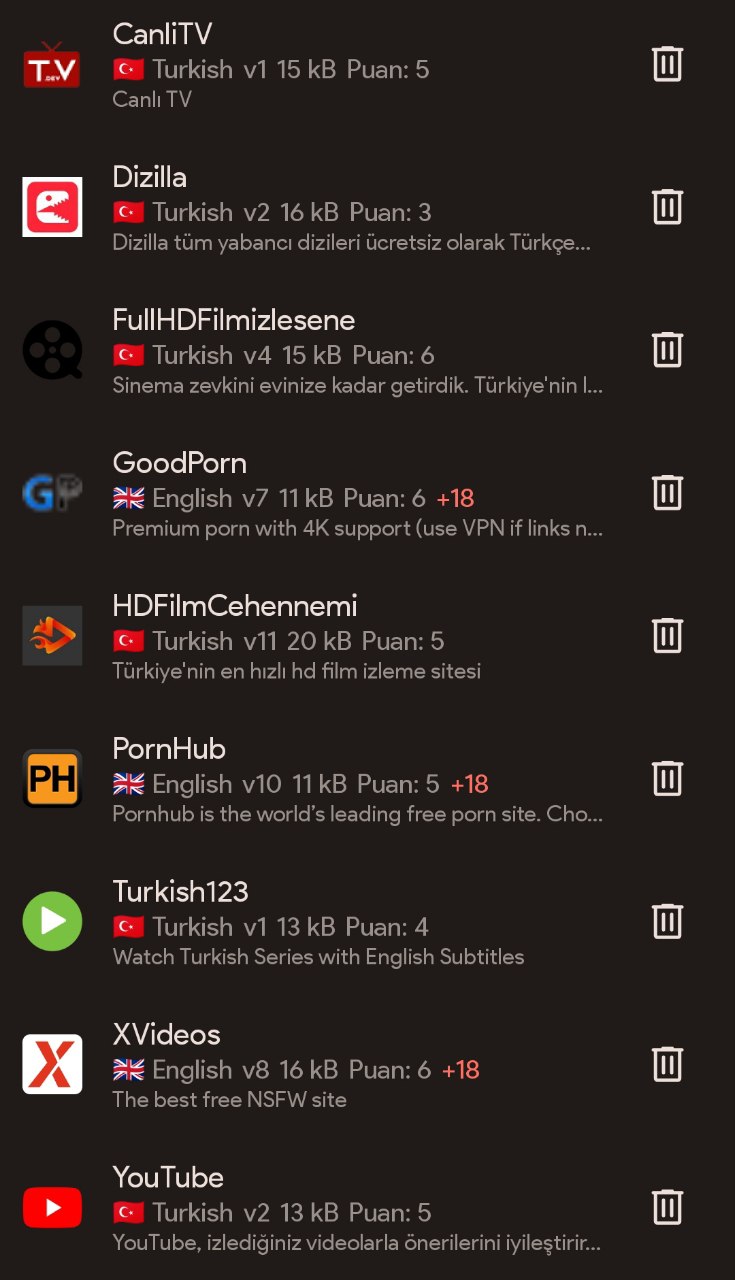 CanliTV
T.V
.DEV
🇹🇷 Turkish v1 15 kB Puan: 5
Canlı TV
Dizilla
🇹🇷 Turkish v2 16 kB Puan: 3
Dizilla tüm yabancı dizileri ücretsiz olarak Türkçe...
FullHDFilmizlesene
🇹🇷 Turkish v4 15 kB Puan: 6
Sinema zevkini evinize kadar getirdik. Türkiye'nin l...
GoodPorn
GP
🇬🇧 English v7 11 kB Puan: 6 +18
Premium porn with 4K support (use VPN if links n...
HDFilmCehennemi
🇹🇷 Turkish v11 20 kB Puan: 5
Türkiye'nin en hızlı hd film izleme sitesi
PornHub
PH
🇬🇧 English v10 11 kB Puan: 5 +18
Pornhub is the world’s leading free porn site. Cho...
Turkish123
🇹🇷 Turkish v1 13 kB Puan: 4
Watch Turkish Series with English Subtitles
XVideos
X
🇬🇧 English v8 16 kB Puan: 6 +18
The best free NSFW site
YouTube
🇹🇷 Turkish v2 13 kB Puan: 5
YouTube, izlediğiniz videolarla önerilerini iyileştirir...